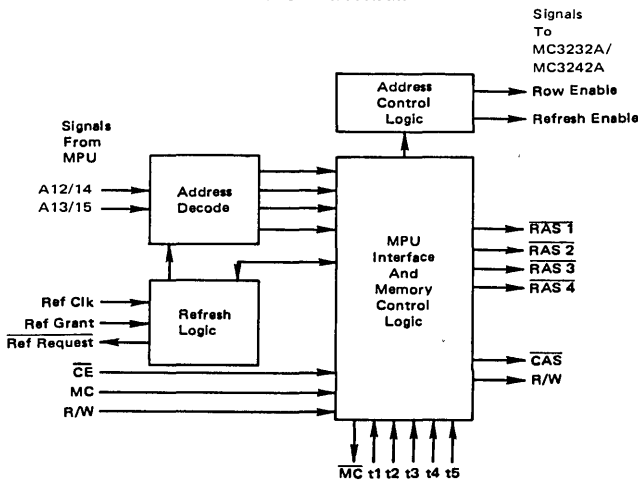 Signals
To
MC3232A/
MC3242A
Address
Control
Logic
Row Enable
Refresh Enable
Signals
From
MPU
A12/14
A13/15
Address
Decode
MPU
Interface
And
Memory
Control
Logic
RAS 1
RAS 2
RAS 3
RAS 4
Ref Clk
Ref Grant
Ref Request
Refresh
Logic
CE
MC
R/W
CAS
R/W
MC t1 t2 t3 t4 t5